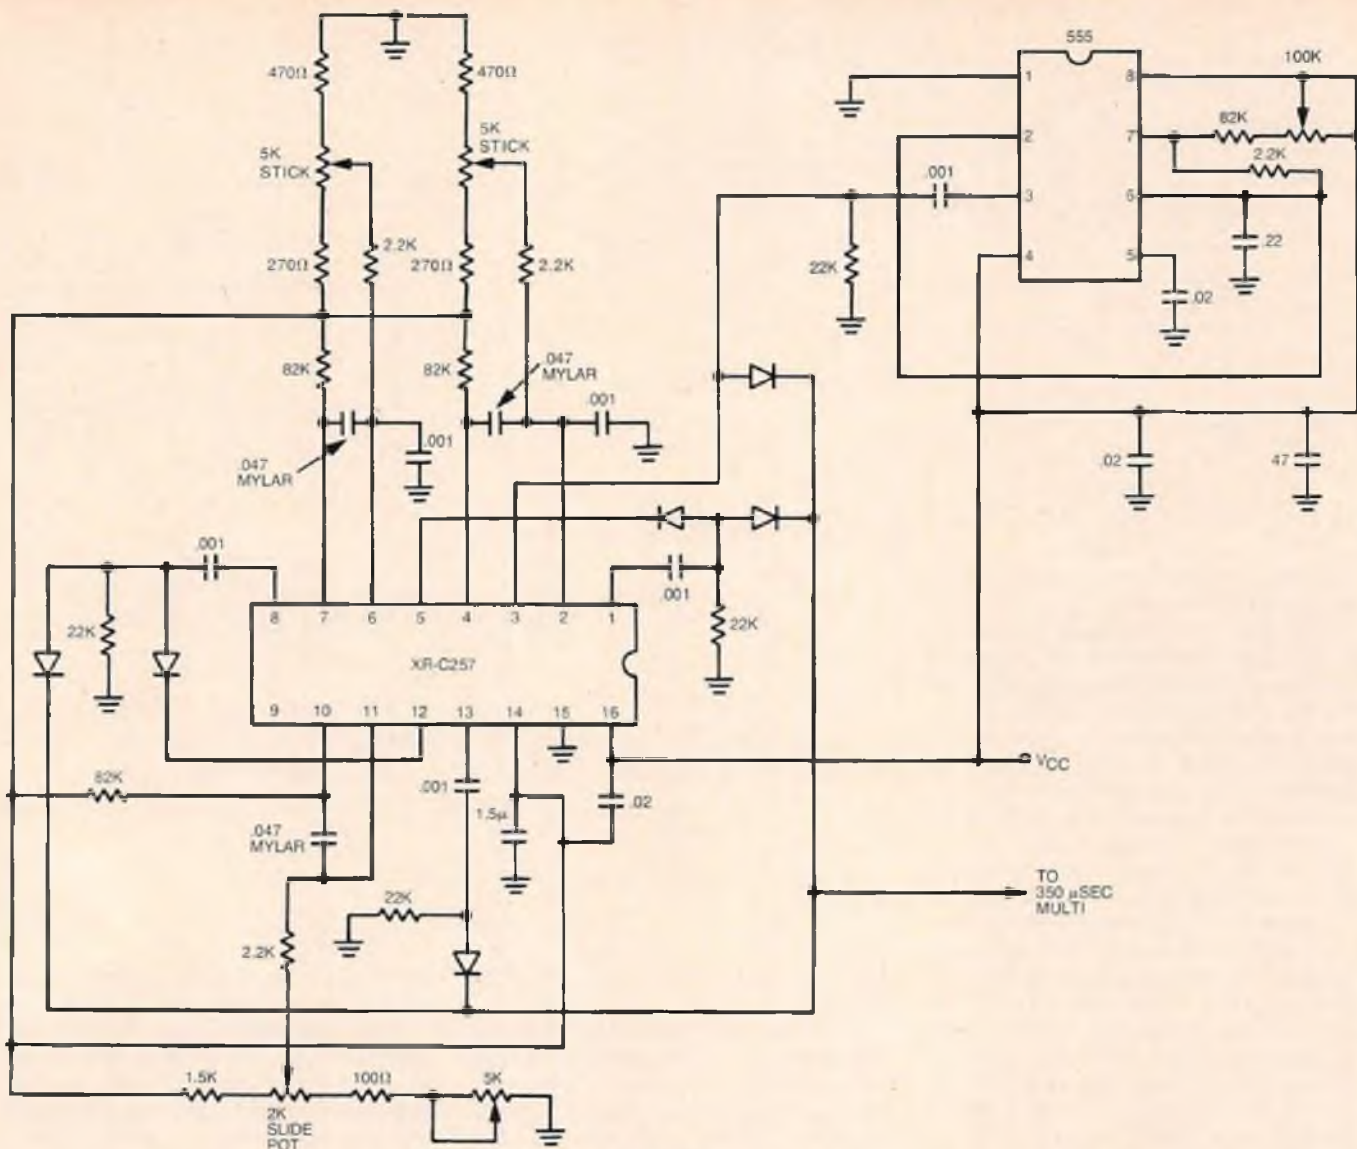 470Ω
470Ω
5K
STICK
5K
STICK
270Ω
2.2K
270Ω
2.2K
82K
82K
.047
MYLAR
.001
.001
.047
MYLAR
.001
8
7
6
5
4
3
2
1
.001
22K
22K
XR-C257
9
10
11
12
13
14
15
16
82K
.001
1.5µ
.02
.047
MYLAR
22K
2.2K
1.5K
2K
SLIDE
POT
100Ω
5K
555
100K
1
8
82K
2
7
2.2K
.001
3
6
.22
22K
4
5
.02
.02
47
VCC
TO
350 µSEC
MULTI